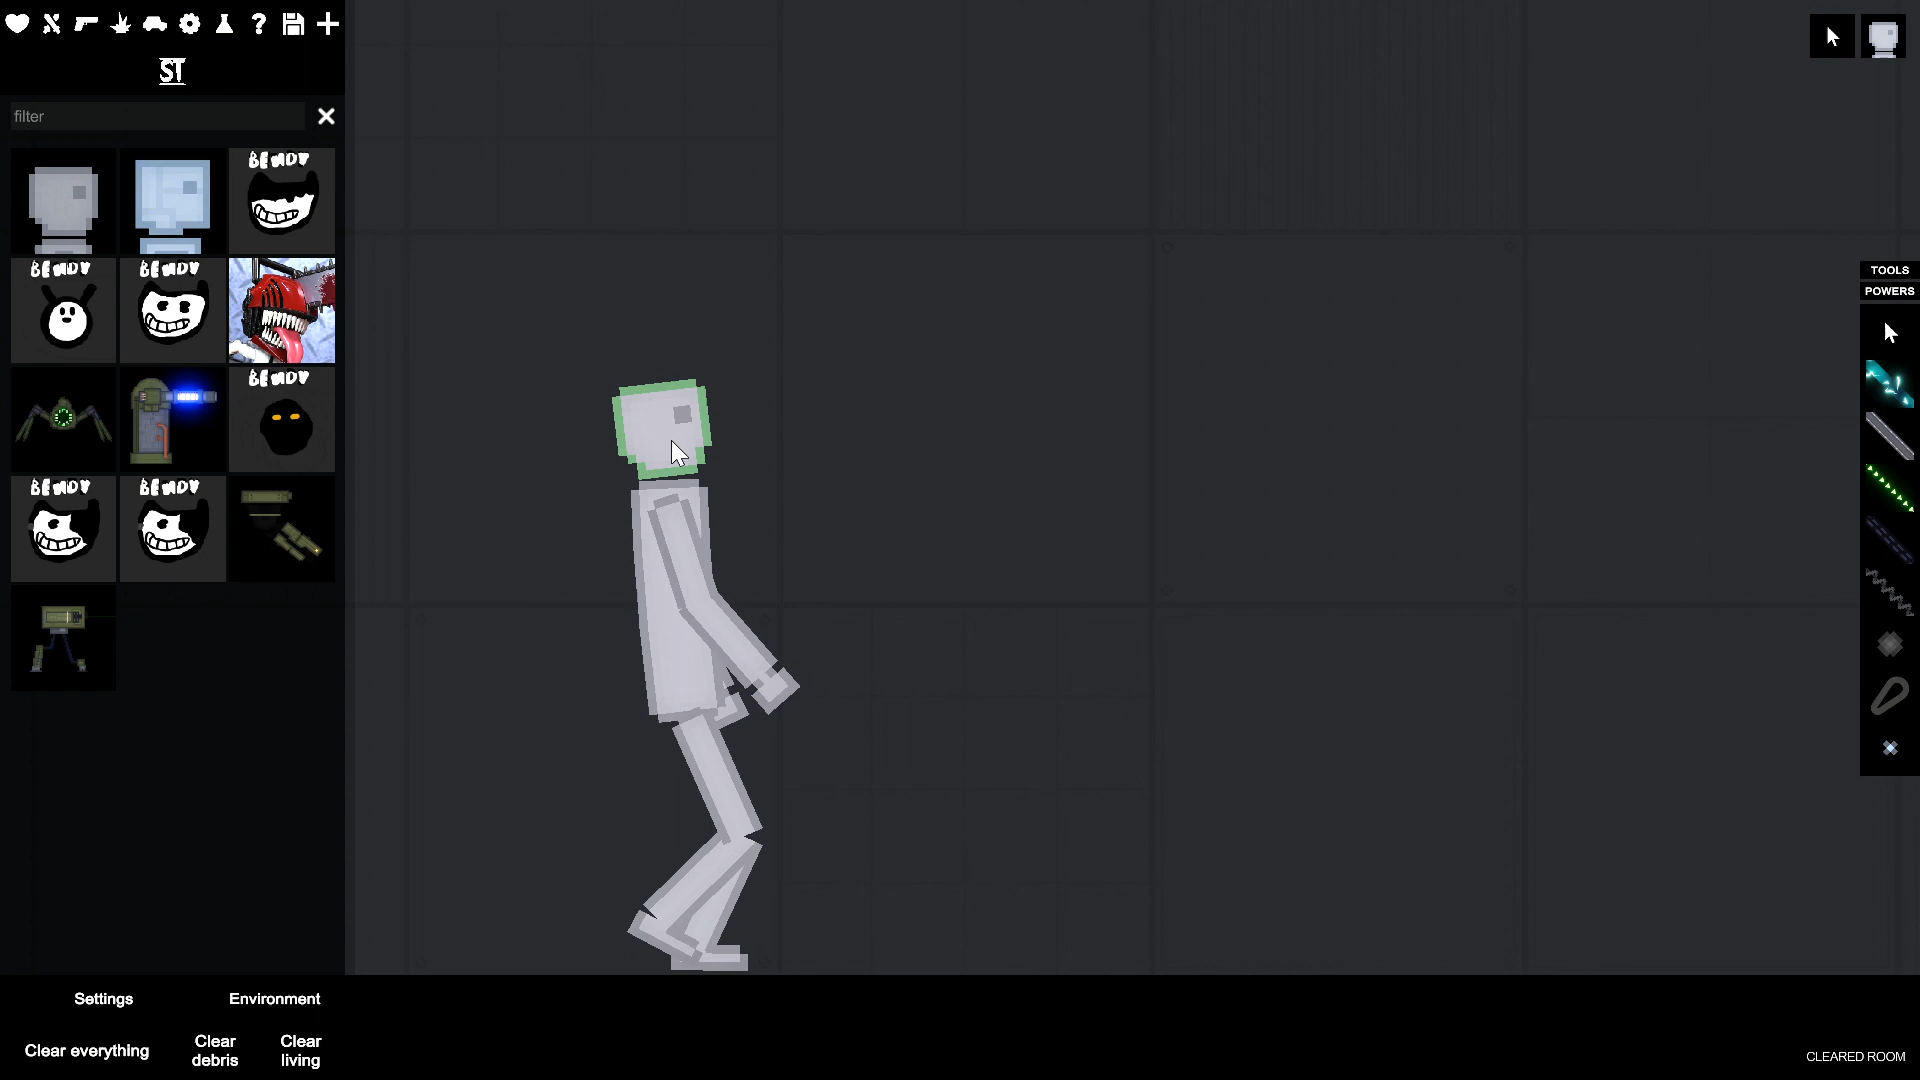 ST
filter
BENDY
BENDY
BENDY
BENDY
BENDY
BENDY
TOOLS
POWERS
Settings
Environment
Clear everything
Clear
debris
Clear
living
CLEARED ROOM